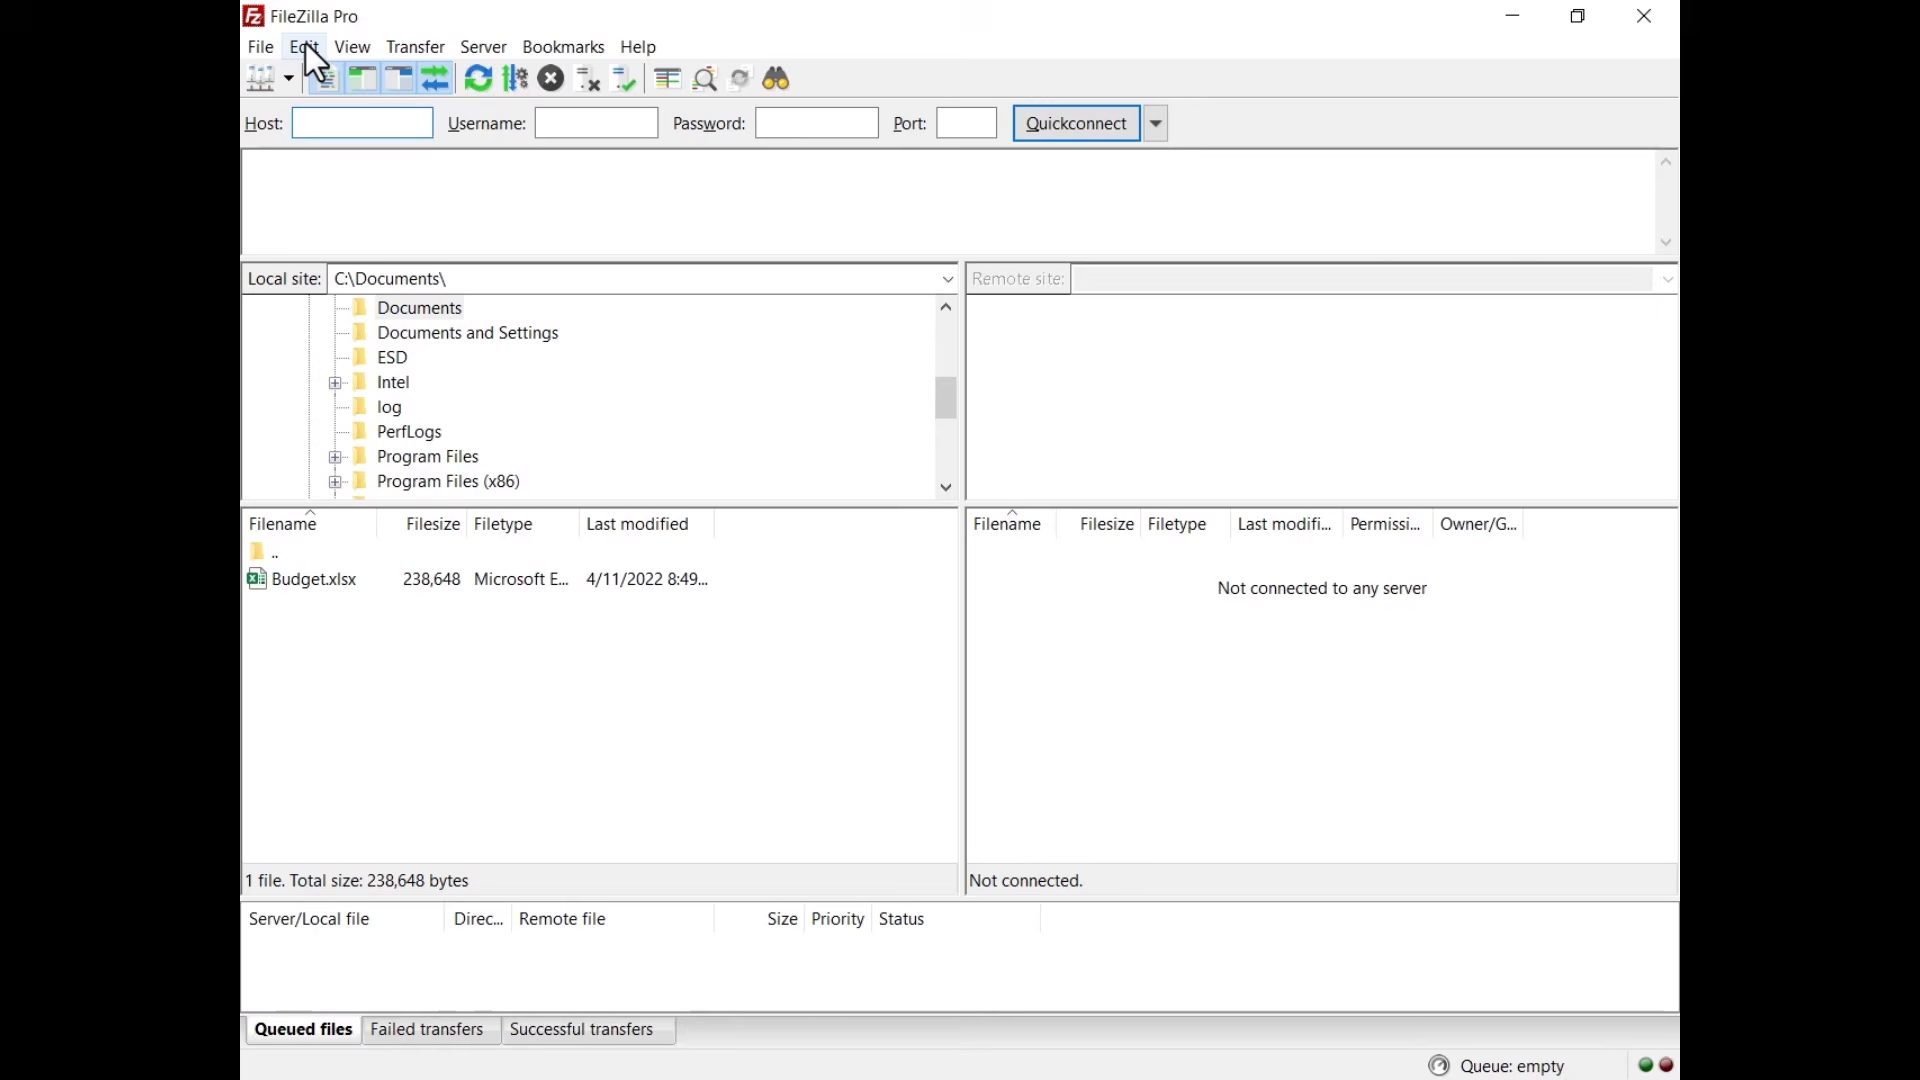 FileZilla Pro
File Edit View Transfer Server Bookmarks Help
Host: Username: Password: Port: Quickconnect
Local site: C:\Documents\
Remote site:
Documents
Documents and Settings
ESD
Intel
log
PerfLogs
Program Files
Program Files (x86)
Filename Filesize Filetype Last modified
..
Budget.xlsx 238,648 Microsoft E... 4/11/2022 8:49...
1 file. Total size: 238,648 bytes
Filename Filesize Filetype Last modifi... Permissi... Owner/G...
Not connected to any server
Not connected.
Server/Local file Direc... Remote file Size Priority Status
Queued files Failed transfers Successful transfers
Queue: empty